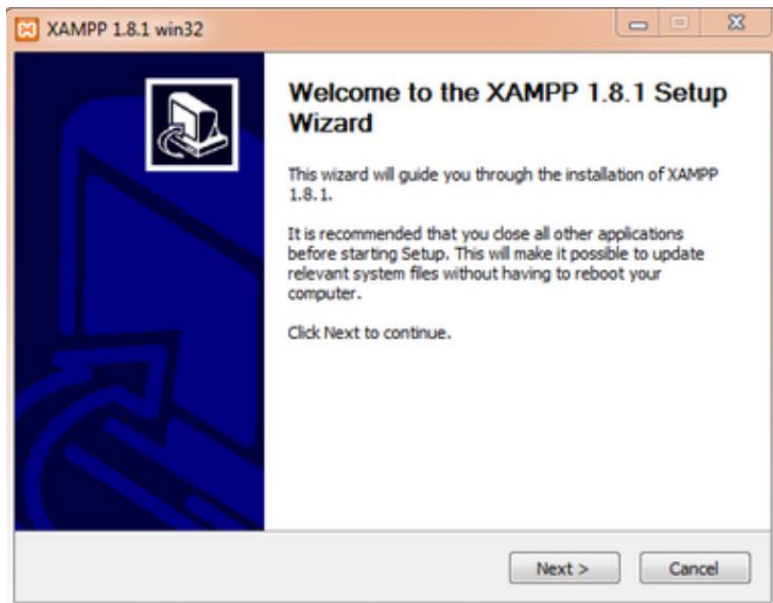 XAMPP 1.8.1 win32
Welcome to the XAMPP 1.8.1 Setup
Wizard
This wizard will guide you through the installation of XAMPP
1.8.1.
It is recommended that you close all other applications
before starting Setup. This will make it possible to update
relevant system files without having to reboot your
computer.
Click Next to continue.
Next >
Cancel